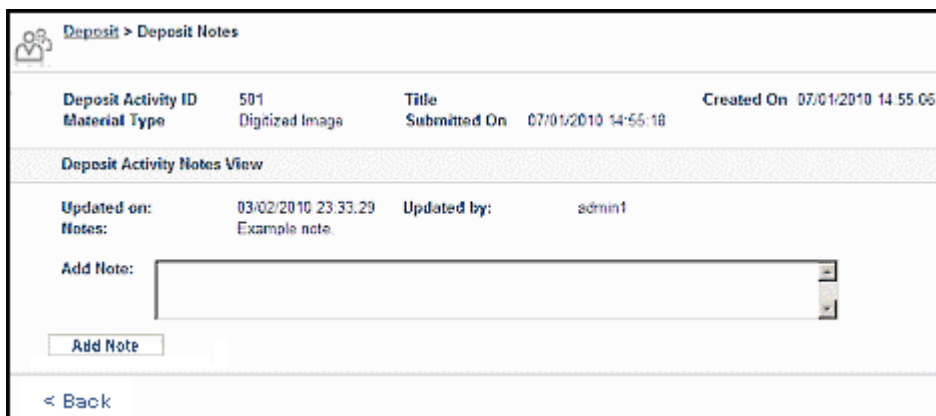 Deposit > Deposit Notes
Deposit Activity ID 501 Title Created On 07/01/2010 14:55:06
Material Type Digitized Image Submitted On 07/01/2010 14:55:18
Deposit Activity Notes View
Updated on: 03/02/2010 23:33:29 Updated by: admin1
Notes: Example note.
Add Note:
Add Note
< Back